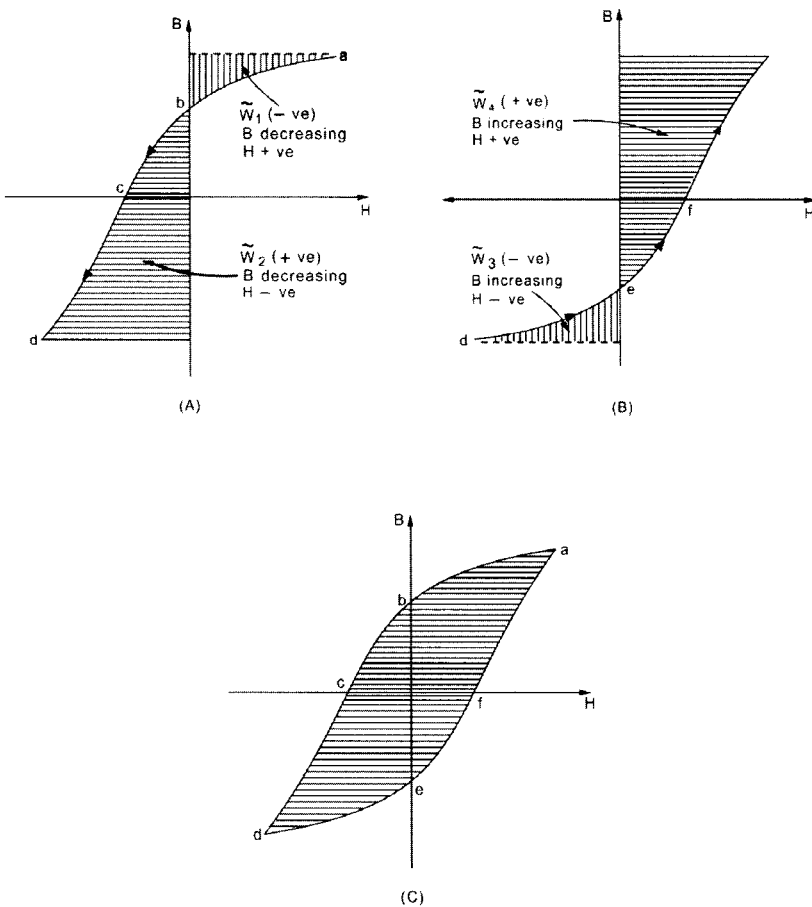 B
a
b
W̃₁ (− ve)
B decreasing
H + ve
c
H
W̃₂ (+ ve)
B decreasing
H − ve
d
(A)
B
W̃₄ (+ ve)
B increasing
H + ve
f
H
W̃₃ (− ve)
B increasing
H − ve
e
d
(B)
B
a
b
c
f
H
e
d
(C)